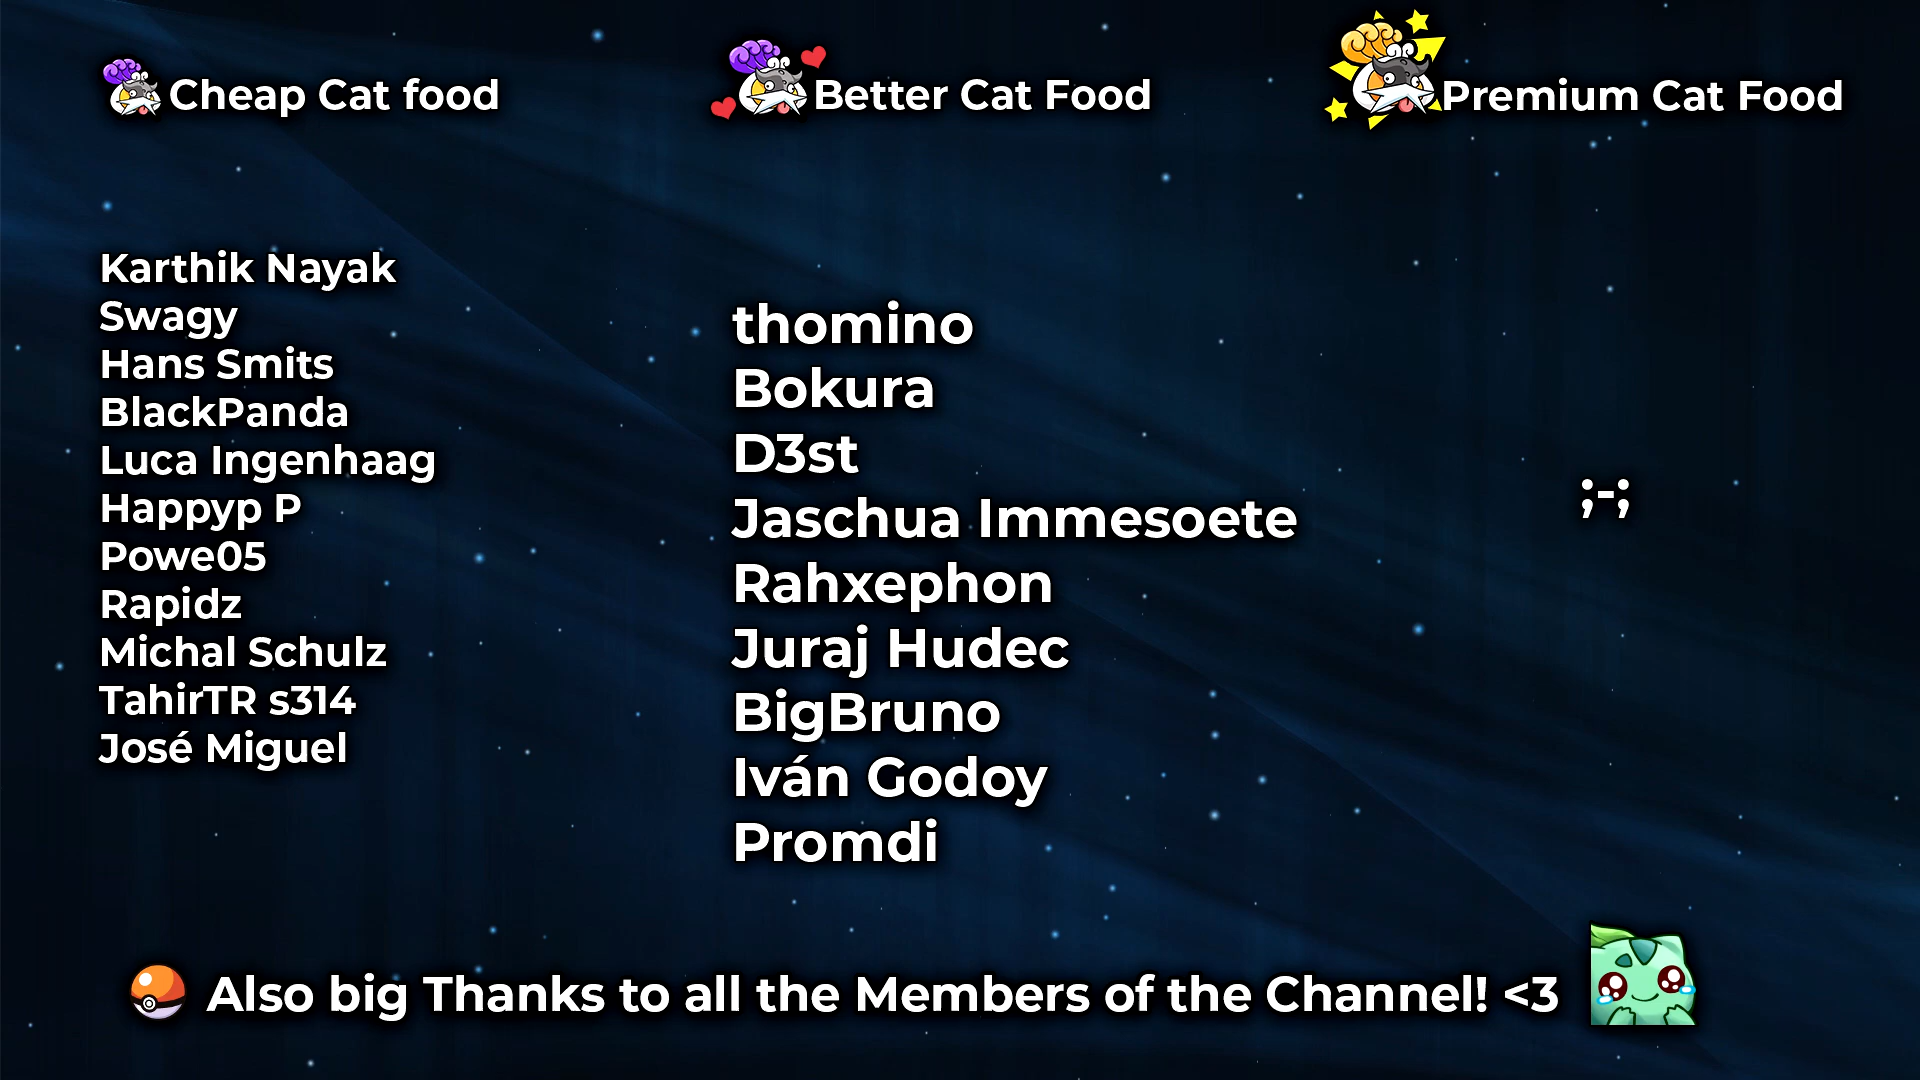 Cheap Cat food
Better Cat Food
Premium Cat Food
Karthik Nayak
Swagy
Hans Smits
BlackPanda
Luca Ingenhaag
Happyp P
Powe05
Rapidz
Michal Schulz
TahirTR s314
José Miguel
thomino
Bokura
D3st
Jaschua Immesoete
Rahxephon
Juraj Hudec
BigBruno
Iván Godoy
Promdi
;-;
Also big Thanks to all the Members of the Channel! <3